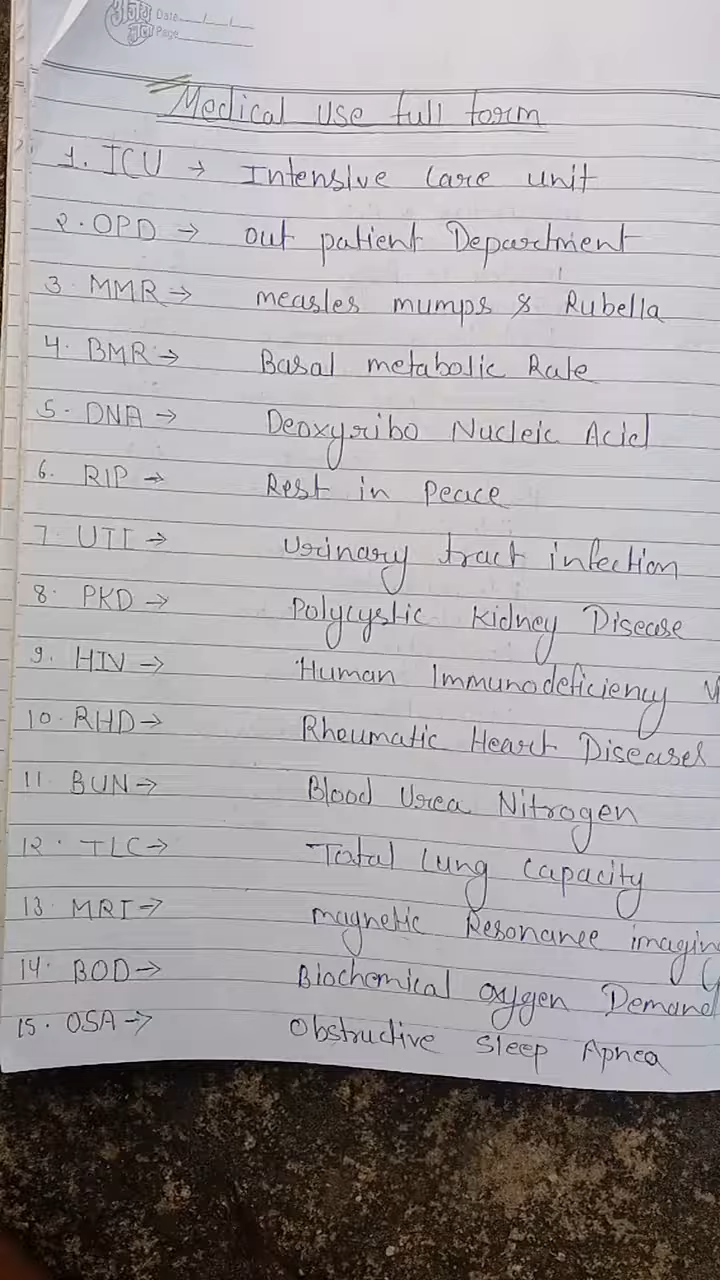 Date
Page
Medical use full form
1. ICU → Intensive Care unit
2. OPD → out patient Department
3. MMR → measles mumps & Rubella
4. BMR → Basal metabolic Rate
5. DNA → Deoxyribo Nucleic Acid
6. RIP → Rest in Peace
7. UTI → Urinary tract infection
8. PKD → Polycystic Kidney Disease
9. HIV → Human Immunodeficiency
10. RHD → Rheumatic Heart Diseases
11. BUN → Blood Urea Nitrogen
12. TLC → Total Lung Capacity
13. MRI → magnetic Resonance imaging
14. BOD → Biochemical oxygen Demand
15. OSA → Obstructive Sleep Apnea